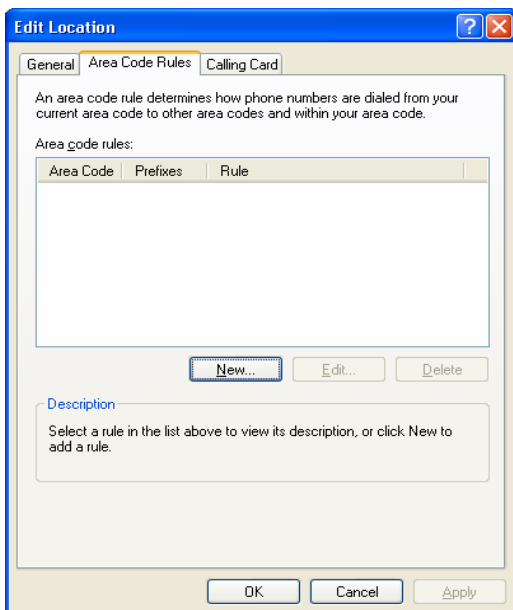 Edit Location
?
General Area Code Rules Calling Card
An area code rule determines how phone numbers are dialed from your
current area code to other area codes and within your area code.
Area code rules:
Area Code Prefixes Rule
New... Edit... Delete
Description
Select a rule in the list above to view its description, or click New to
add a rule.
OK Cancel Apply